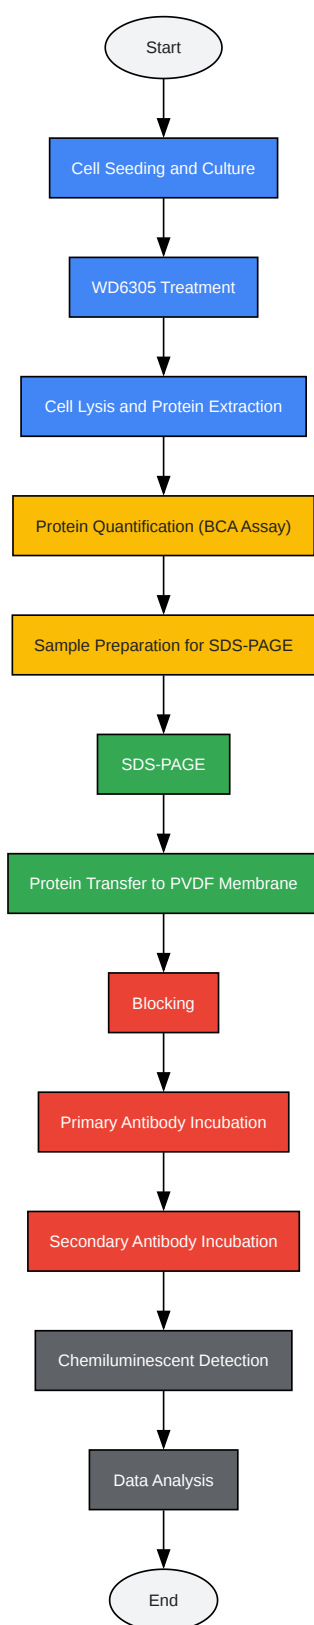 Start
Cell Seeding and Culture
WD6305 Treatment
Cell Lysis and Protein Extraction
Protein Quantification (BCA Assay)
Sample Preparation for SDS-PAGE
SDS-PAGE
Protein Transfer to PVDF Membrane
Blocking
Primary Antibody Incubation
Secondary Antibody Incubation
Chemiluminescent Detection
Data Analysis
End